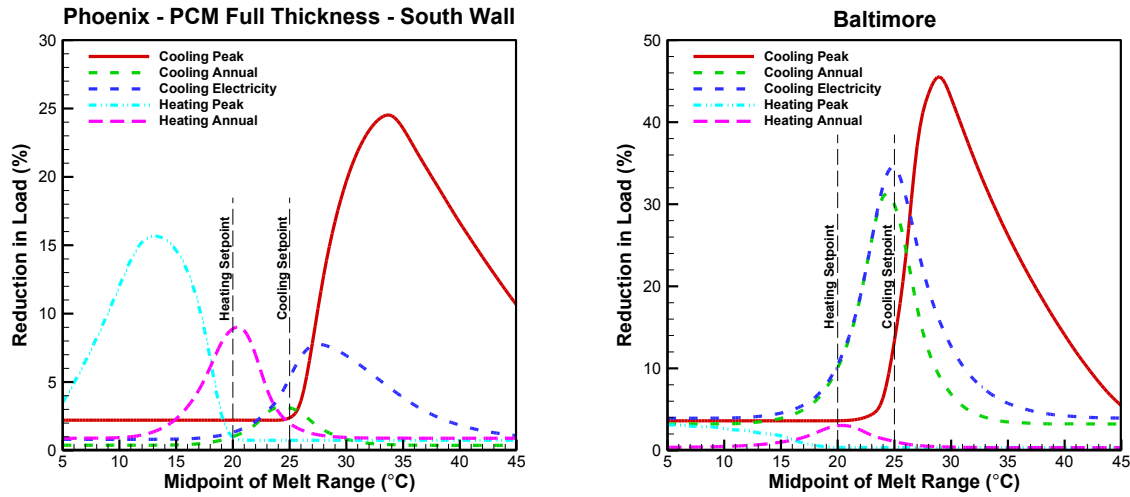 Phoenix - PCM Full Thickness - South Wall
30
25
20
15
10
5
0
Reduction in Load (%)
Cooling Peak
Cooling Annual
Cooling Electricity
Heating Peak
Heating Annual
Heating Setpoint
Cooling Setpoint
5 10 15 20 25 30 35 40 45
Midpoint of Melt Range (°C)
Baltimore
50
40
30
20
10
0
Reduction in Load (%)
Cooling Peak
Cooling Annual
Cooling Electricity
Heating Peak
Heating Annual
Heating Setpoint
Cooling Setpoint
5 10 15 20 25 30 35 40 45
Midpoint of Melt Range (°C)